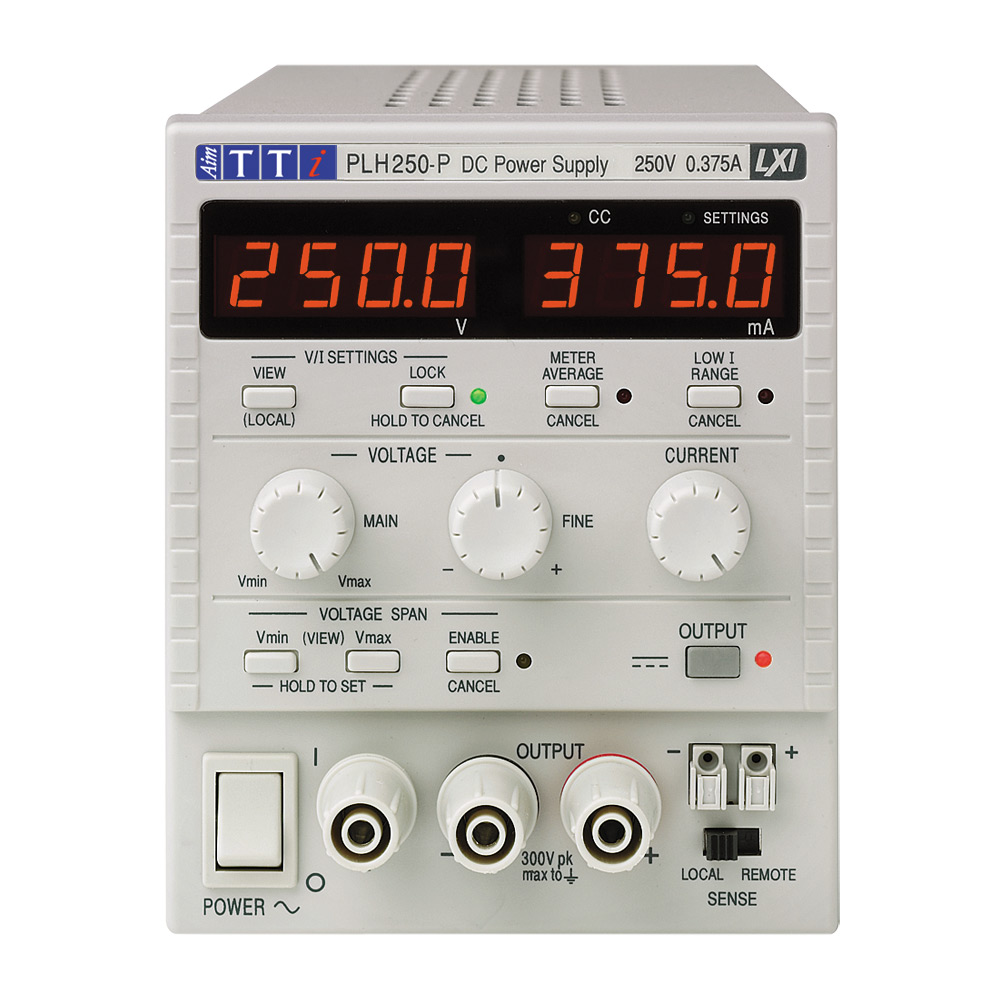 Aim TTi PLH250-P DC Power Supply 250V 0.375A LXI
CC SETTINGS
250.0 375.0
V mA
V/I SETTINGS METER LOW I
VIEW LOCK AVERAGE RANGE
(LOCAL) HOLD TO CANCEL CANCEL CANCEL
VOLTAGE CURRENT
MAIN FINE
Vmin Vmax − +
VOLTAGE SPAN
Vmin (VIEW) Vmax ENABLE OUTPUT
HOLD TO SET CANCEL
I OUTPUT − +
− 300V pk +
max to
LOCAL REMOTE
O
POWER SENSE